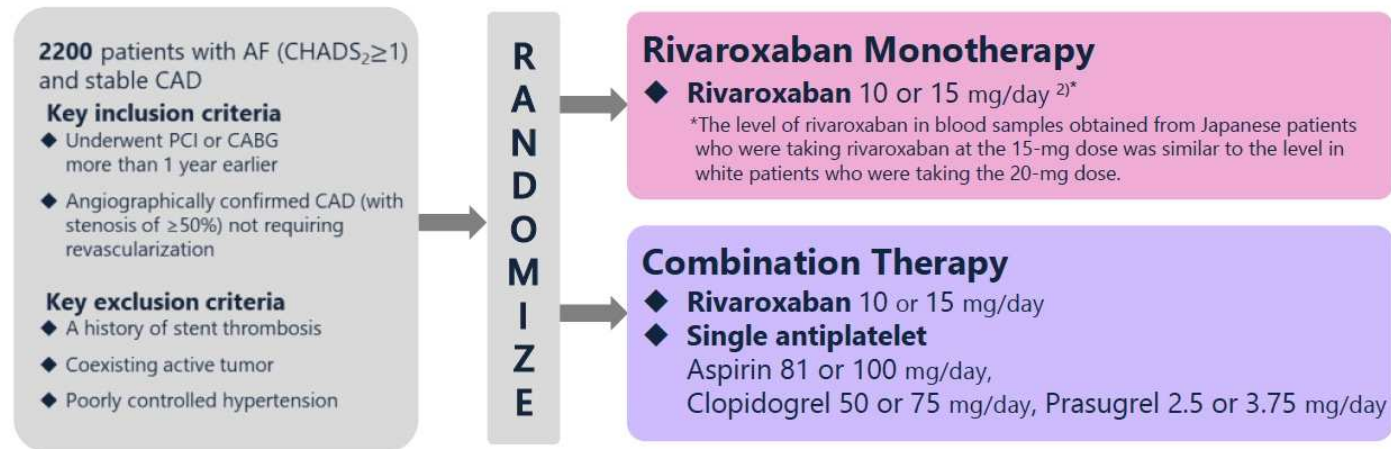 2200 patients with AF (CHADS₂≥1)
and stable CAD
Key inclusion criteria
◆ Underwent PCI or CABG
more than 1 year earlier
◆ Angiographically confirmed CAD (with
stenosis of ≥50%) not requiring
revascularization
Key exclusion criteria
◆ A history of stent thrombosis
◆ Coexisting active tumor
◆ Poorly controlled hypertension
RANDOMIZE
Rivaroxaban Monotherapy
◆ Rivaroxaban 10 or 15 mg/day ²⁾*
*The level of rivaroxaban in blood samples obtained from Japanese patients
who were taking rivaroxaban at the 15-mg dose was similar to the level in
white patients who were taking the 20-mg dose.
Combination Therapy
◆ Rivaroxaban 10 or 15 mg/day
◆ Single antiplatelet
Aspirin 81 or 100 mg/day,
Clopidogrel 50 or 75 mg/day, Prasugrel 2.5 or 3.75 mg/day